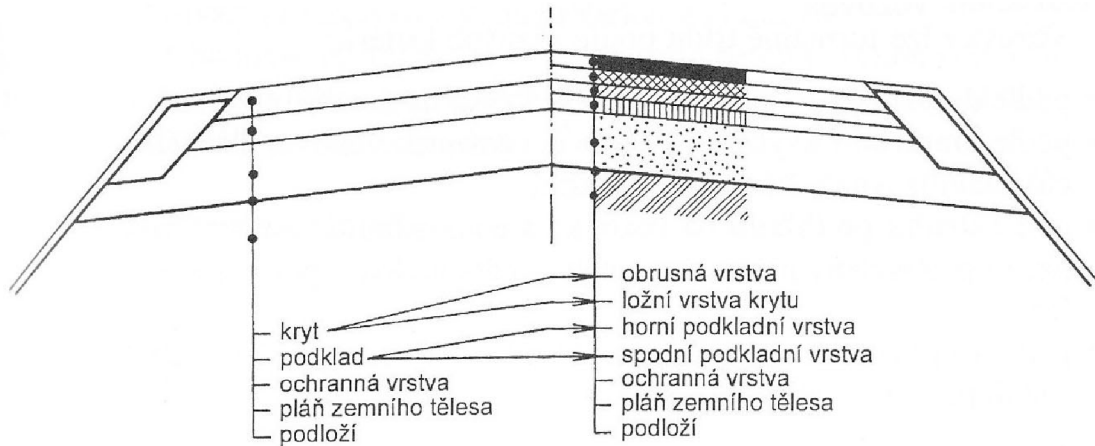 kryt
podklad
ochranná vrstva
pláň zemního tělesa
podloží
obrusná vrstva
ložní vrstva krytu
horní podkladní vrstva
spodní podkladní vrstva
ochranná vrstva
pláň zemního tělesa
podloží